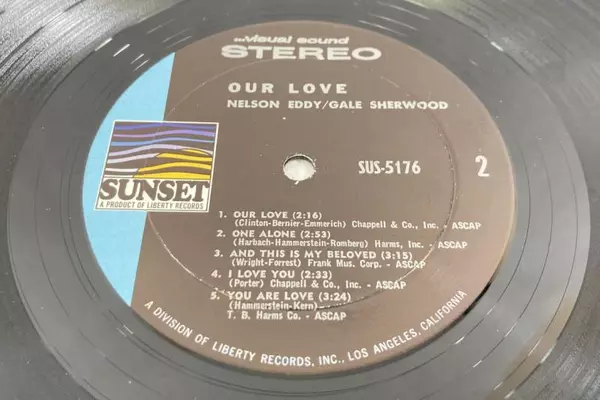 ...visual sound
STEREO
OUR LOVE
NELSON EDDY/GALE SHERWOOD
SUNSET
A PRODUCT OF LIBERTY RECORDS
SUS-5176
2
1. OUR LOVE (2:16)
(Clinton-Bernier-Emmerich) Chappell & Co., Inc. - ASCAP
2. ONE ALONE (2:53)
(Harbach-Hammerstein-Romberg) Harms, Inc. - ASCAP
3. AND THIS IS MY BELOVED (3:15)
(Wright-Forrest) Frank Mus. Corp. - ASCAP
4. I LOVE YOU (2:33)
(Porter) Chappell & Co., Inc. - ASCAP
5. YOU ARE LOVE (3:24)
(Hammerstein-Kern)
T. B. Harms Co. - ASCAP
A DIVISION OF LIBERTY RECORDS, INC., LOS ANGELES, CALIFORNIA